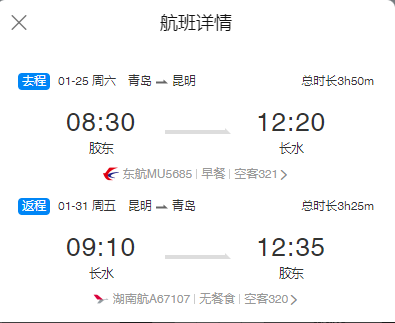 航班详情
去程 01-25 周六 青岛 昆明 总时长3h50m
08:30 12:20
胶东 长水
东航MU5685 | 早餐 | 空客321
返程 01-31 周五 昆明 青岛 总时长3h25m
09:10 12:35
长水 胶东
湖南航A67107 | 无餐食 | 空客320